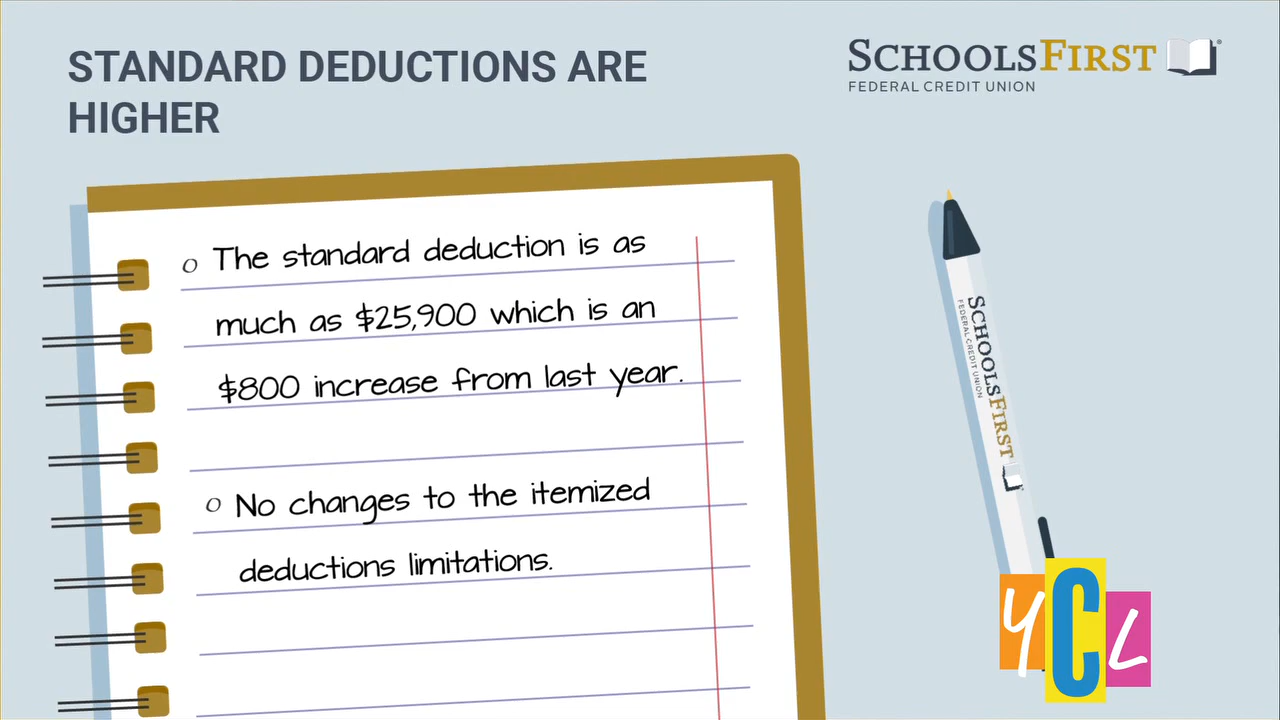 STANDARD DEDUCTIONS ARE
HIGHER
SCHOOLSFIRST®
FEDERAL CREDIT UNION
o The standard deduction is as
much as $25,900 which is an
$800 increase from last year.
o No changes to the itemized
deductions limitations.
SCHOOLSFIRST
FEDERAL CREDIT UNION
YCL